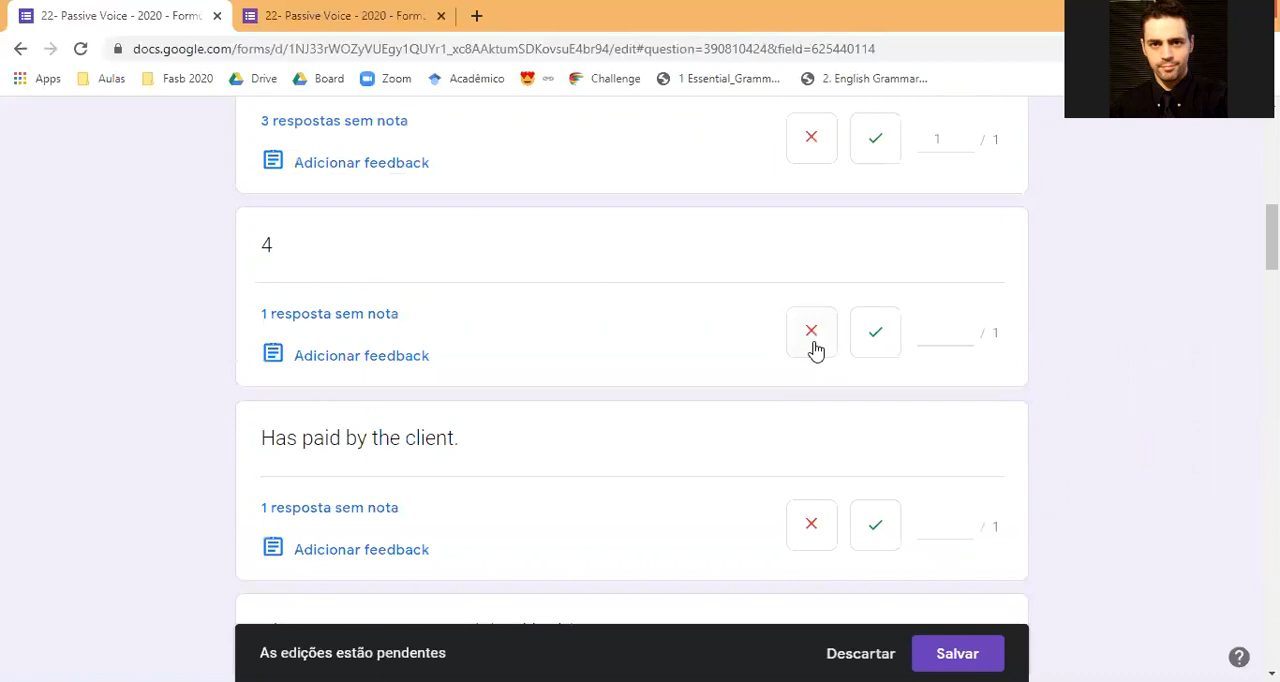 22- Passive Voice - 2020 - Formu
22- Passive Voice - 2020 - Form.
docs.google.com/forms/d/1NJ33rWOZyVUEgy1QUYr1_xc8AAktumSDKovsuE4br94/edit#question=390810424&field=625440114
Apps Aulas Fasb 2020 Drive Board Zoom Acadêmico Challenge 1 Essential_Gramm... 2. English Grammar...
3 respostas sem nota
1 / 1
Adicionar feedback
4
1 resposta sem nota
/ 1
Adicionar feedback
Has paid by the client.
1 resposta sem nota
/ 1
Adicionar feedback
As edições estão pendentes
Descartar
Salvar